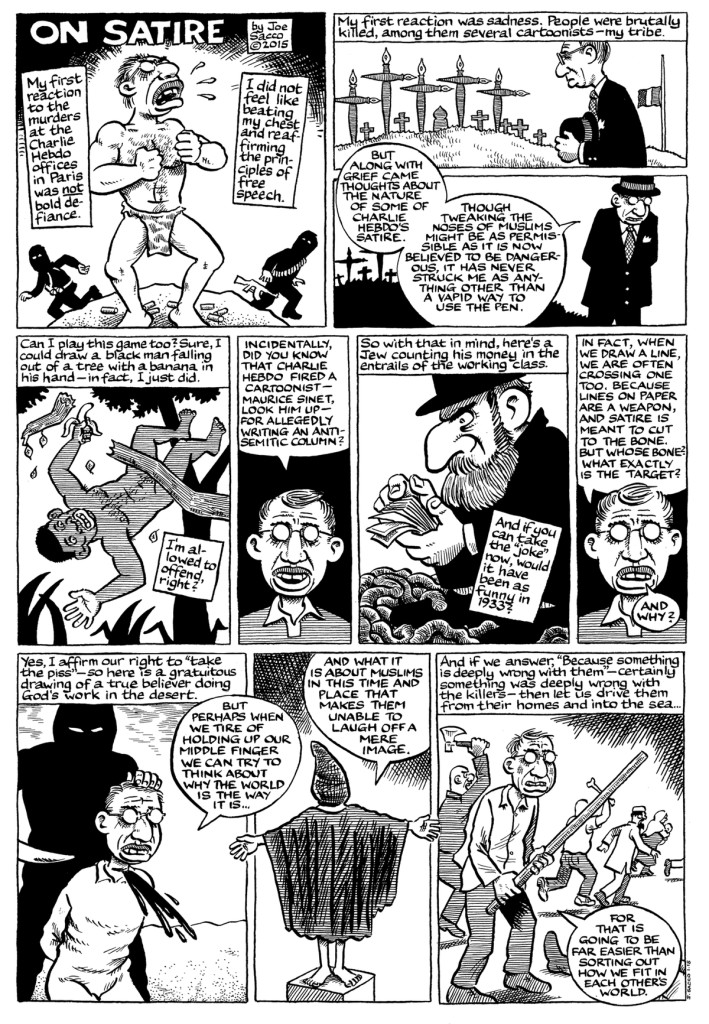 ON SATIRE
by Joe
Sacco
©2015
My first
reaction
to the
murders
at the
Charlie
Hebdo
offices
in Paris
was not
bold de-
fiance.
I did not
feel like
beating
my chest
and reaf-
firming
the prin-
ciples of
free
speech.
My first reaction was sadness. People were brutally
killed, among them several cartoonists—my tribe.
BUT
ALONG WITH
GRIEF CAME
THOUGHTS ABOUT
THE NATURE
OF SOME OF
CHARLIE
HEBDO'S
SATIRE.
THOUGH
TWEAKING THE
NOSES OF MUSLIMS
MIGHT BE AS PERMIS-
SIBLE AS IT IS NOW
BELIEVED TO BE DANGER-
OUS, IT HAS NEVER
STRUCK ME AS ANY-
THING OTHER THAN
A VAPID WAY TO
USE THE PEN.
Can I play this game too? Sure, I
could draw a black man falling
out of a tree with a banana in
his hand—in fact, I just did.
I'm al-
lowed to
offend,
right?
INCIDENTALLY,
DID YOU KNOW
THAT CHARLIE
HEBDO FIRED A
CARTOONIST—
MAURICE SINET,
LOOK HIM UP—
FOR ALLEGEDLY
WRITING AN ANTI-
SEMITIC COLUMN?
So with that in mind, here's a
Jew counting his money in the
entrails of the working class.
And if you
can take
the "joke"
now, would
it have
been as
funny in
1933?
IN FACT, WHEN
WE DRAW A LINE,
WE ARE OFTEN
CROSSING ONE
TOO. BECAUSE
LINES ON PAPER
ARE A WEAPON,
AND SATIRE IS
MEANT TO CUT
TO THE BONE.
BUT WHOSE BONE?
WHAT EXACTLY
IS THE TARGET?
AND
WHY?
Yes, I affirm our right to "take
the piss"—so here is a gratuitous
drawing of a true believer doing
God's work in the desert.
BUT
PERHAPS WHEN
WE TIRE OF
HOLDING UP OUR
MIDDLE FINGER
WE CAN TRY TO
THINK ABOUT
WHY THE WORLD
IS THE WAY
IT IS...
AND WHAT IT
IS ABOUT MUSLIMS
IN THIS TIME AND
PLACE THAT
MAKES THEM
UNABLE TO
LAUGH OFF A
MERE
IMAGE.
And if we answer, "Because something
is deeply wrong with them"—certainly
something was deeply wrong with
the killers—then let us drive them
from their homes and into the sea...
FOR
THAT IS
GOING TO BE
FAR EASIER THAN
SORTING OUT
HOW WE FIT IN
EACH OTHER'S
WORLD.
J. SACCO 1.15